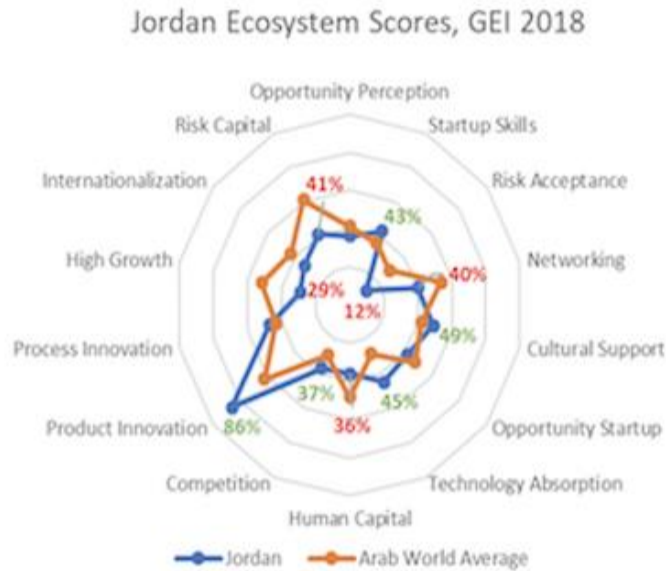 Jordan Ecosystem Scores, GEI 2018
Opportunity Perception
Risk Capital
Startup Skills
Internationalization
Risk Acceptance
41%
43%
High Growth
Networking
40%
29%
12%
Process Innovation
Cultural Support
49%
37%
45%
36%
86%
Product Innovation
Opportunity Startup
Competition
Technology Absorption
Human Capital
Jordan
Arab World Average